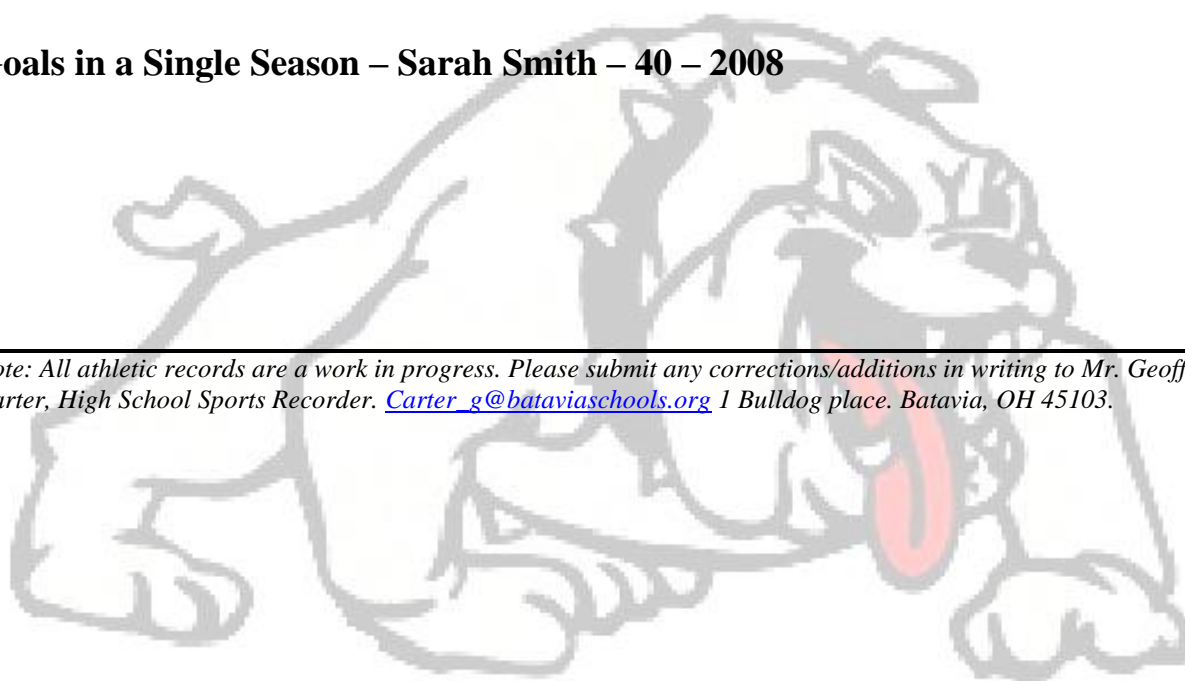 oals in a Single Season – Sarah Smith – 40 – 2008
ote: All athletic records are a work in progress. Please submit any corrections/additions in writing to Mr. Geoff
arter, High School Sports Recorder. Carter_g@bataviaschools.org 1 Bulldog place. Batavia, OH 45103.